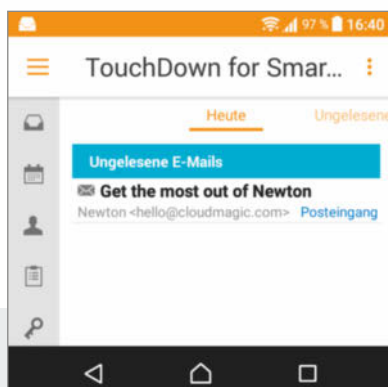 97 % 16:40
TouchDown for Smar...
Heute Ungelesene
Ungelesene E-Mails
Get the most out of Newton
Newton <hello@cloudmagic.com> Posteingang